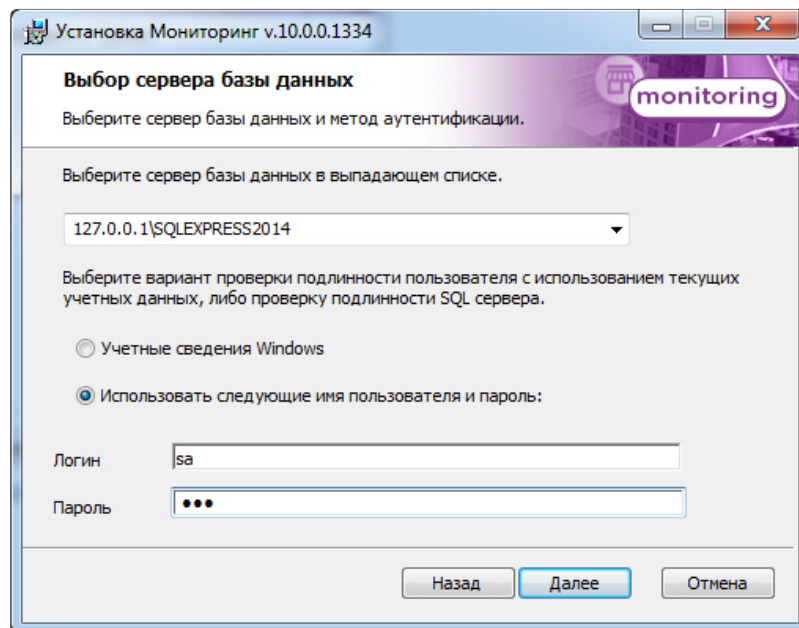 Установка Мониторинг v.10.0.0.1334
Выбор сервера базы данных
monitoring
Выберите сервер базы данных и метод аутентификации.
Выберите сервер базы данных в выпадающем списке.
127.0.0.1\SQLEXPRESS2014
Выберите вариант проверки подлинности пользователя с использованием текущих
учетных данных, либо проверку подлинности SQL сервера.
Учетные сведения Windows
Использовать следующие имя пользователя и пароль:
Логин sa
Пароль •••
Назад Далее Отмена